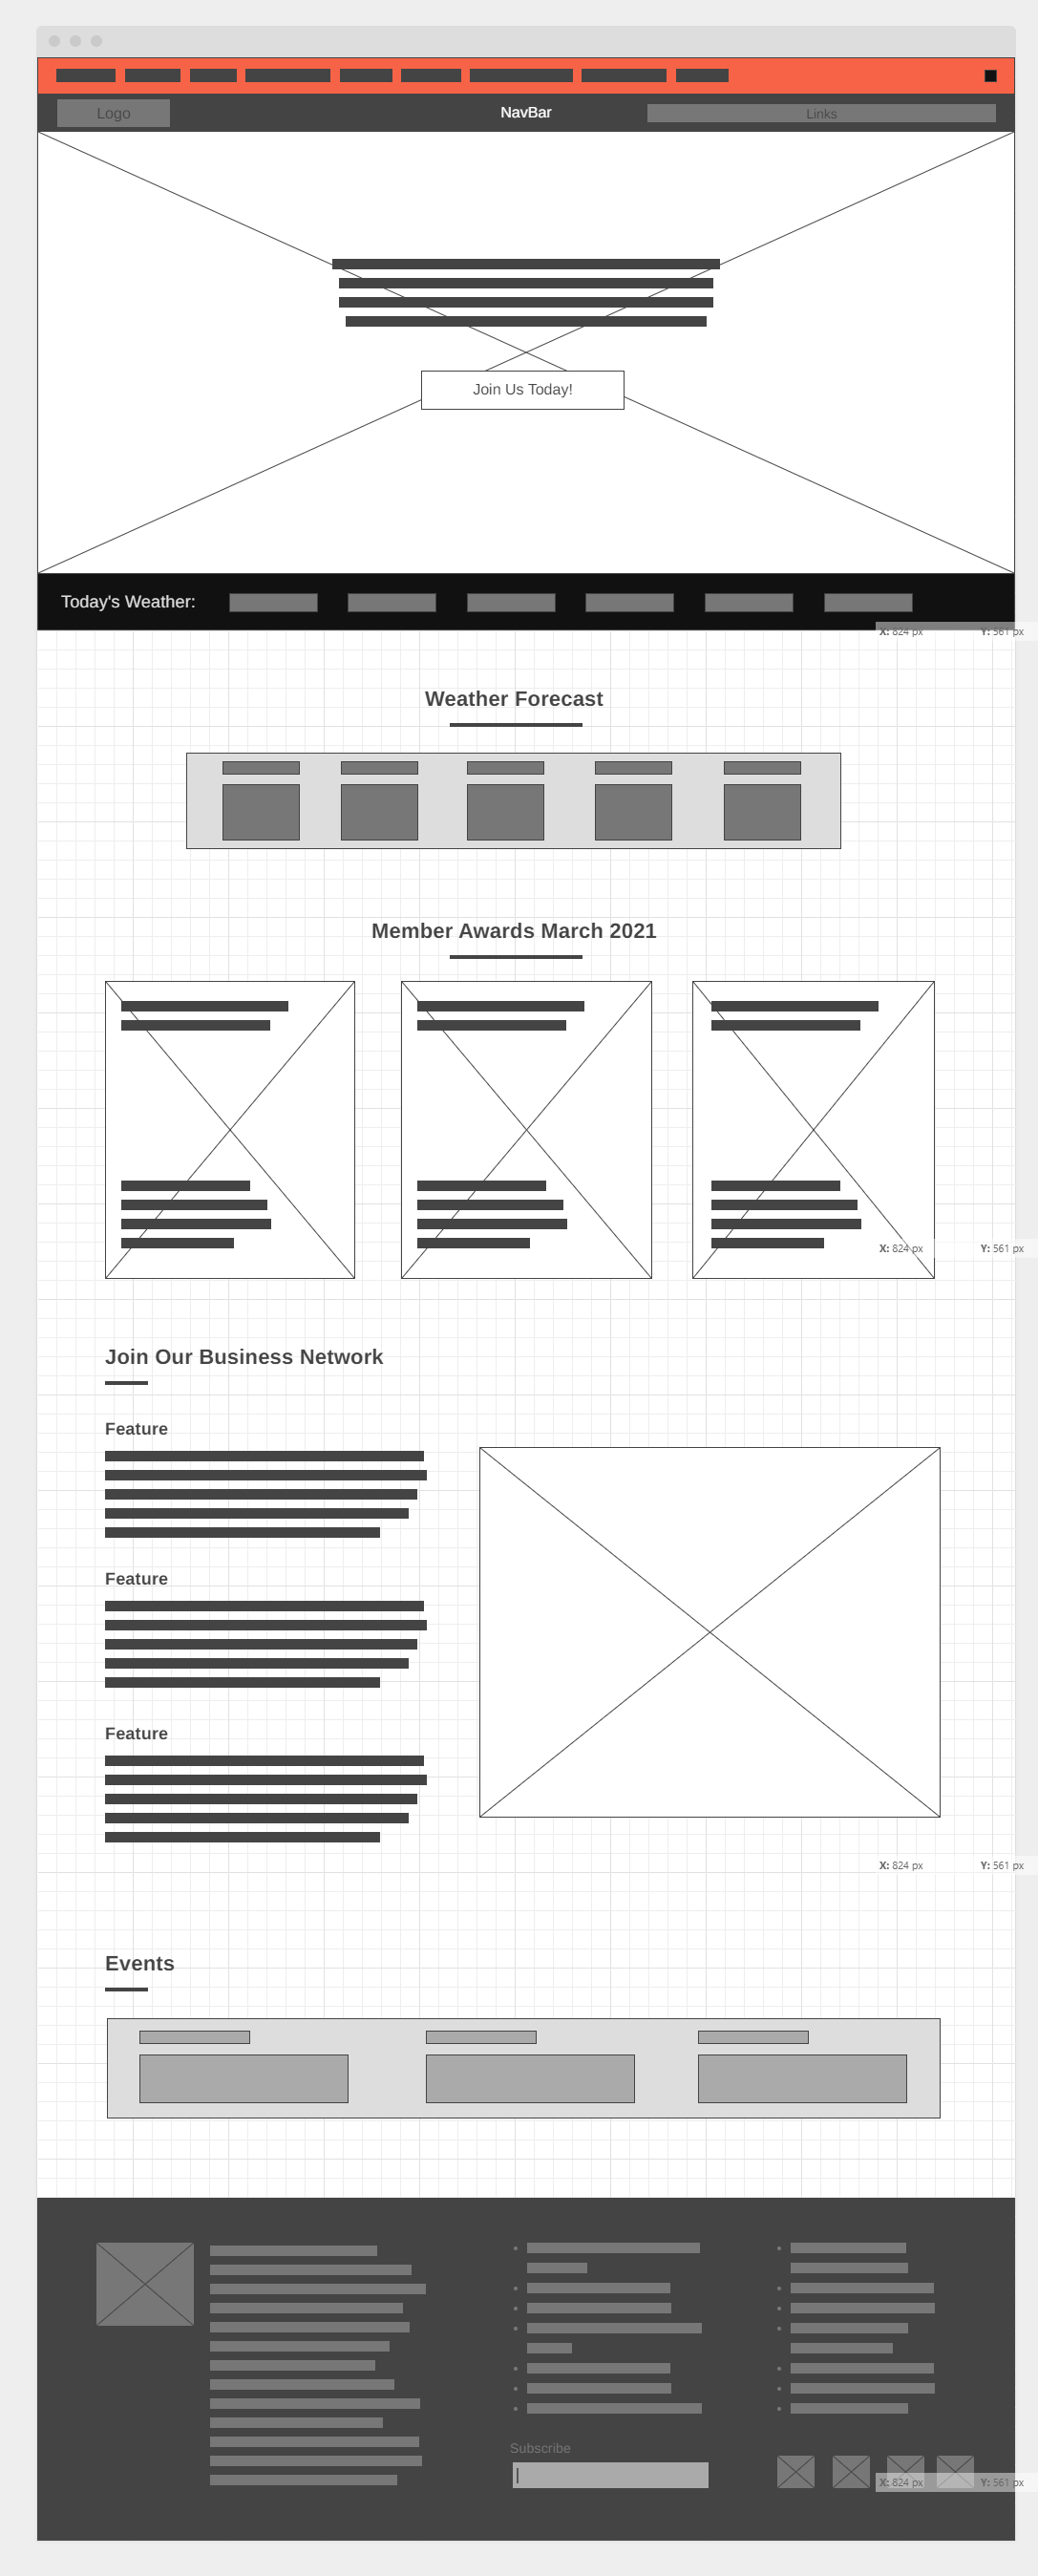 Logo
NavBar
Links
Join Us Today!
Today's Weather:
X: 824 px Y: 561 px
Weather Forecast
Member Awards March 2021
X: 824 px Y: 561 px
Join Our Business Network
Feature
Feature
Feature
X: 824 px Y: 561 px
Events
Subscribe
X: 824 px Y: 561 px